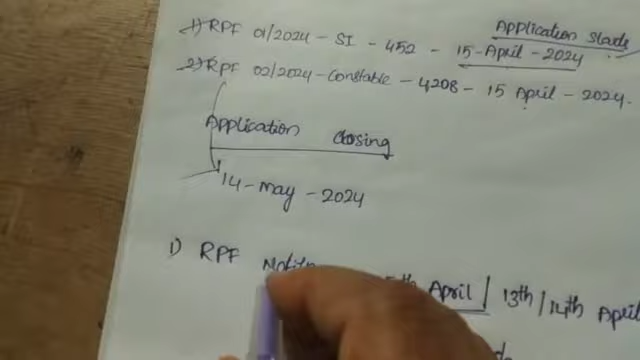 Application Starts
1) RPF 01/2024 - SI - 452 - 15-April-2024
2) RPF 02/2024 - Constable - 4208 - 15 April - 2024.
Application closing
14-May-2024
1) RPF April / 13th / 14th April